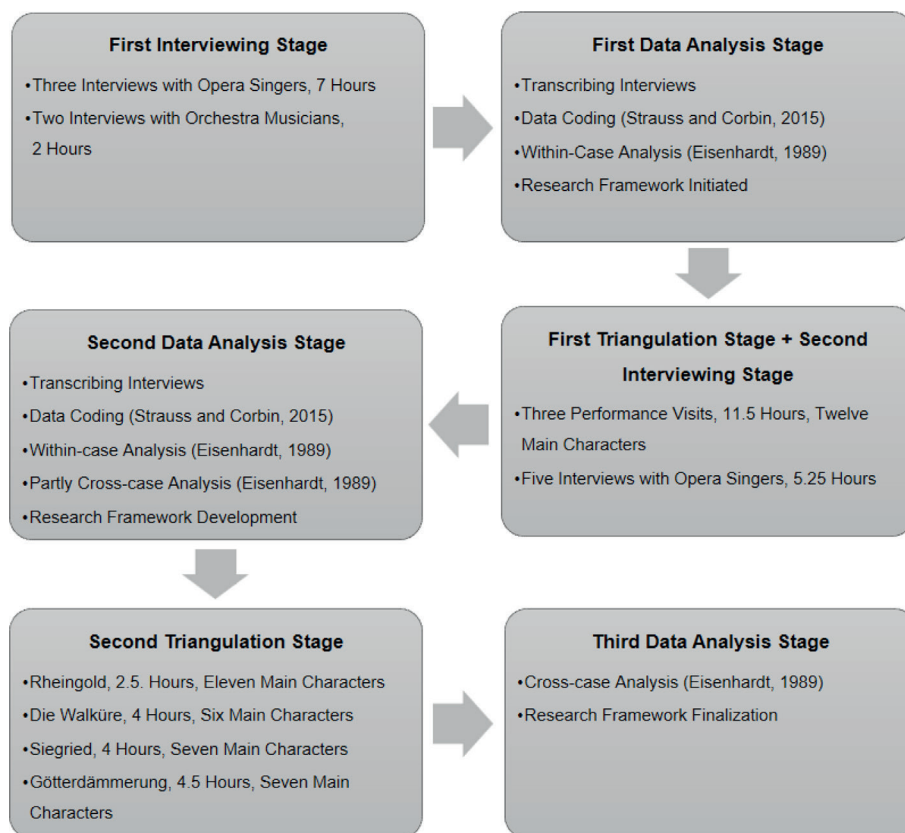 First Interviewing Stage
•Three Interviews with Opera Singers, 7 Hours
•Two Interviews with Orchestra Musicians,
2 Hours
First Data Analysis Stage
•Transcribing Interviews
•Data Coding (Strauss and Corbin, 2015)
•Within-Case Analysis (Eisenhardt, 1989)
•Research Framework Initiated
First Triangulation Stage + Second
Interviewing Stage
•Three Performance Visits, 11.5 Hours, Twelve
Main Characters
•Five Interviews with Opera Singers, 5.25 Hours
Second Data Analysis Stage
•Transcribing Interviews
•Data Coding (Strauss and Corbin, 2015)
•Within-case Analysis (Eisenhardt, 1989)
•Partly Cross-case Analysis (Eisenhardt, 1989)
•Research Framework Development
Second Triangulation Stage
•Rheingold, 2.5. Hours, Eleven Main Characters
•Die Walküre, 4 Hours, Six Main Characters
•Siegried, 4 Hours, Seven Main Characters
•Götterdämmerung, 4.5 Hours, Seven Main
Characters
Third Data Analysis Stage
•Cross-case Analysis (Eisenhardt, 1989)
•Research Framework Finalization